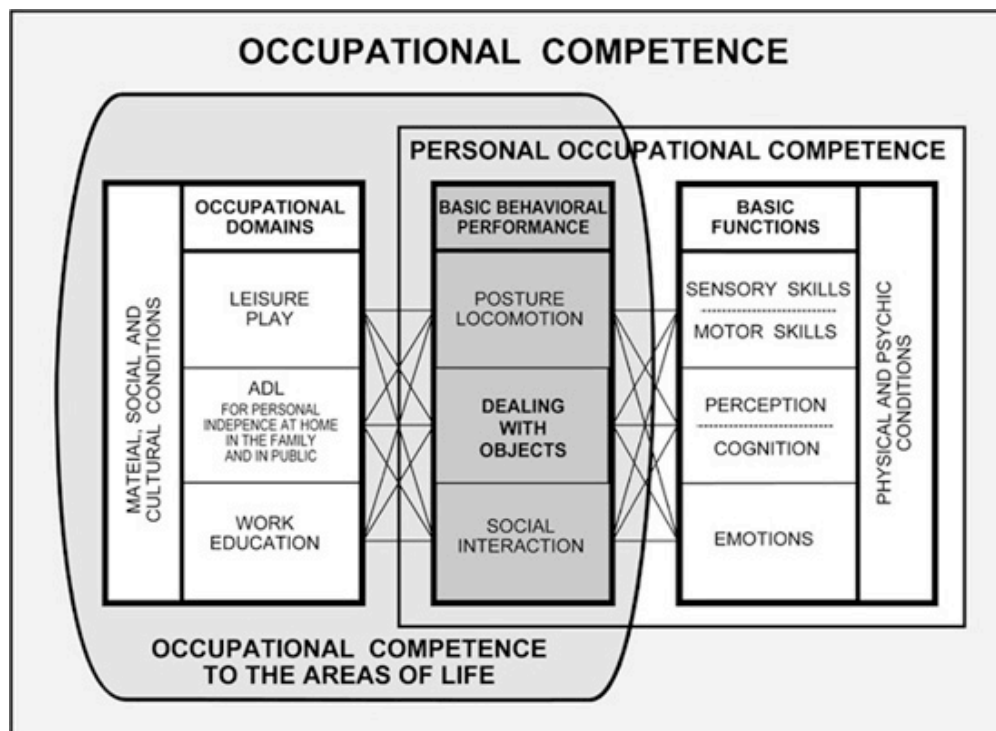 OCCUPATIONAL COMPETENCE
PERSONAL OCCUPATIONAL COMPETENCE
MATEIAL, SOCIAL AND
CULTURAL CONDITIONS
OCCUPATIONAL
DOMAINS
LEISURE
PLAY
ADL
FOR PERSONAL
INDEPENCE AT HOME
IN THE FAMILY
AND IN PUBLIC
WORK
EDUCATION
BASIC BEHAVIORAL
PERFORMANCE
POSTURE
LOCOMOTION
DEALING
WITH
OBJECTS
SOCIAL
INTERACTION
BASIC
FUNCTIONS
SENSORY SKILLS
MOTOR SKILLS
PERCEPTION
COGNITION
EMOTIONS
PHYSICAL AND PSYCHIC
CONDITIONS
OCCUPATIONAL COMPETENCE
TO THE AREAS OF LIFE